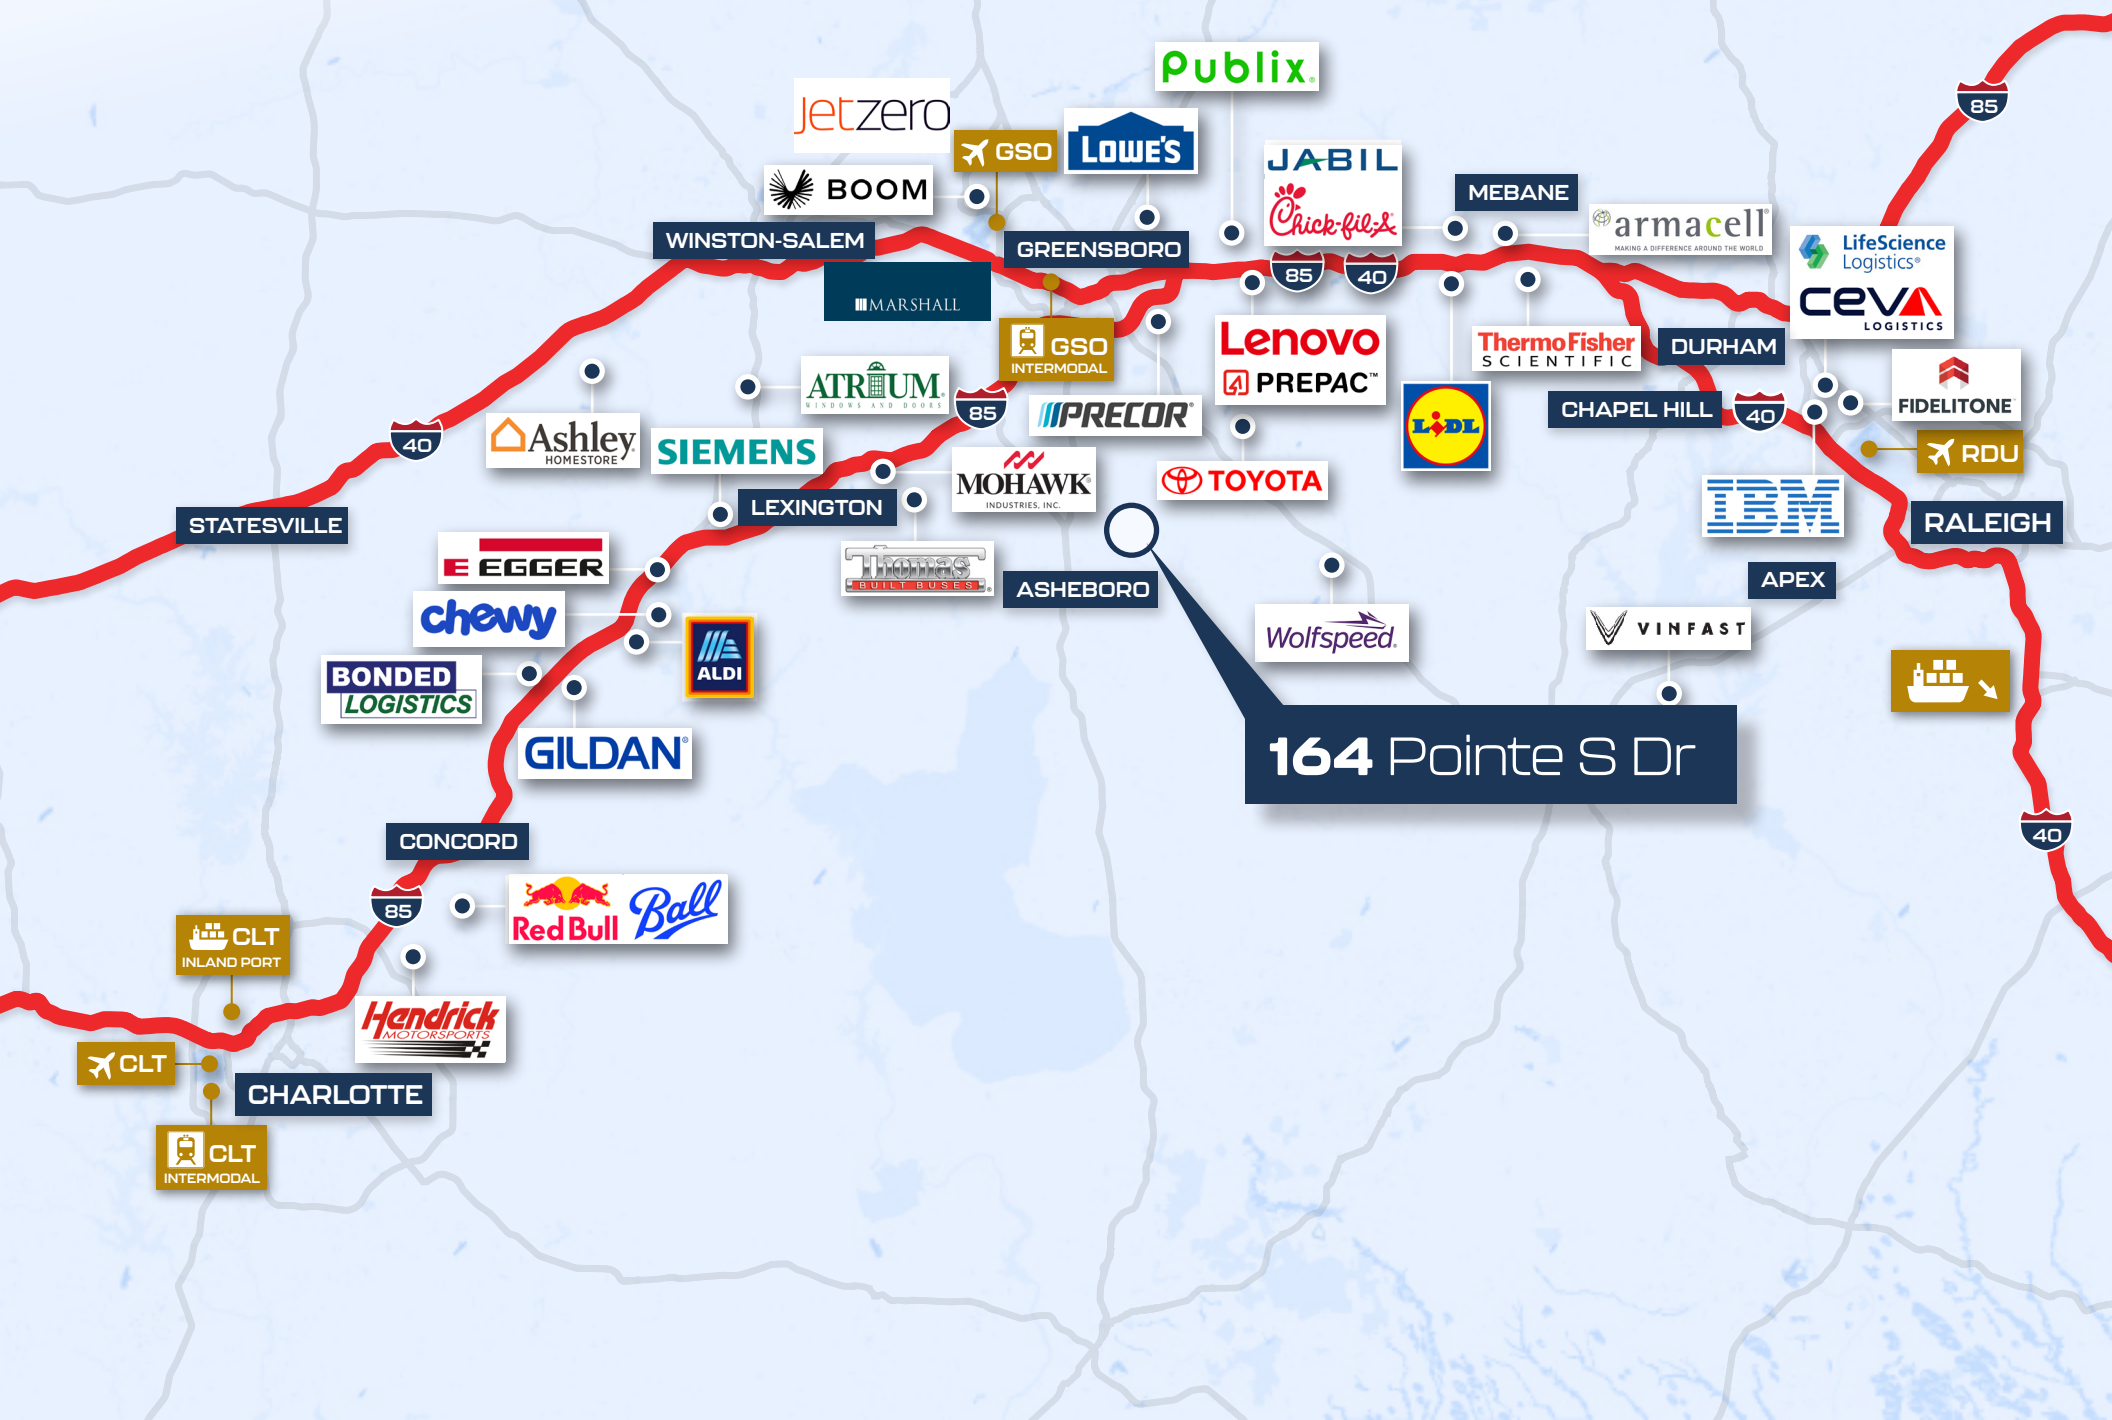 Publix
85
Jetzero
GSO
LOWE'S
JABIL
Chick-fil-A
BOOM
MEBANE
armacell
MAKING A DIFFERENCE AROUND THE WORLD
WINSTON-SALEM
GREENSBORO
LifeScience
Logistics
CEVA
LOGISTICS
MARSHALL
85
40
GSO
INTERMODAL
Lenovo
PREPAC™
ThermoFisher
SCIENTIFIC
DURHAM
ATRIUM
WINDOWS AND DOORS
85
PRECOR®
LIDL
CHAPEL HILL
40
FIDELITONE
40
Ashley
HOMESTORE
SIEMENS
MOHAWK
INDUSTRIES, INC.
TOYOTA
RDU
LEXINGTON
IBM
STATESVILLE
RALEIGH
E EGGER
Thomas
BUILT BUSES
ASHEBORO
APEX
chewy
ALDI
Wolfspeed
VINFAST
BONDED
LOGISTICS
GILDAN®
164 Pointe S Dr
CONCORD
40
85
Red Bull
Ball
CLT
INLAND PORT
Hendrick
MOTORSPORTS
CLT
CHARLOTTE
CLT
INTERMODAL